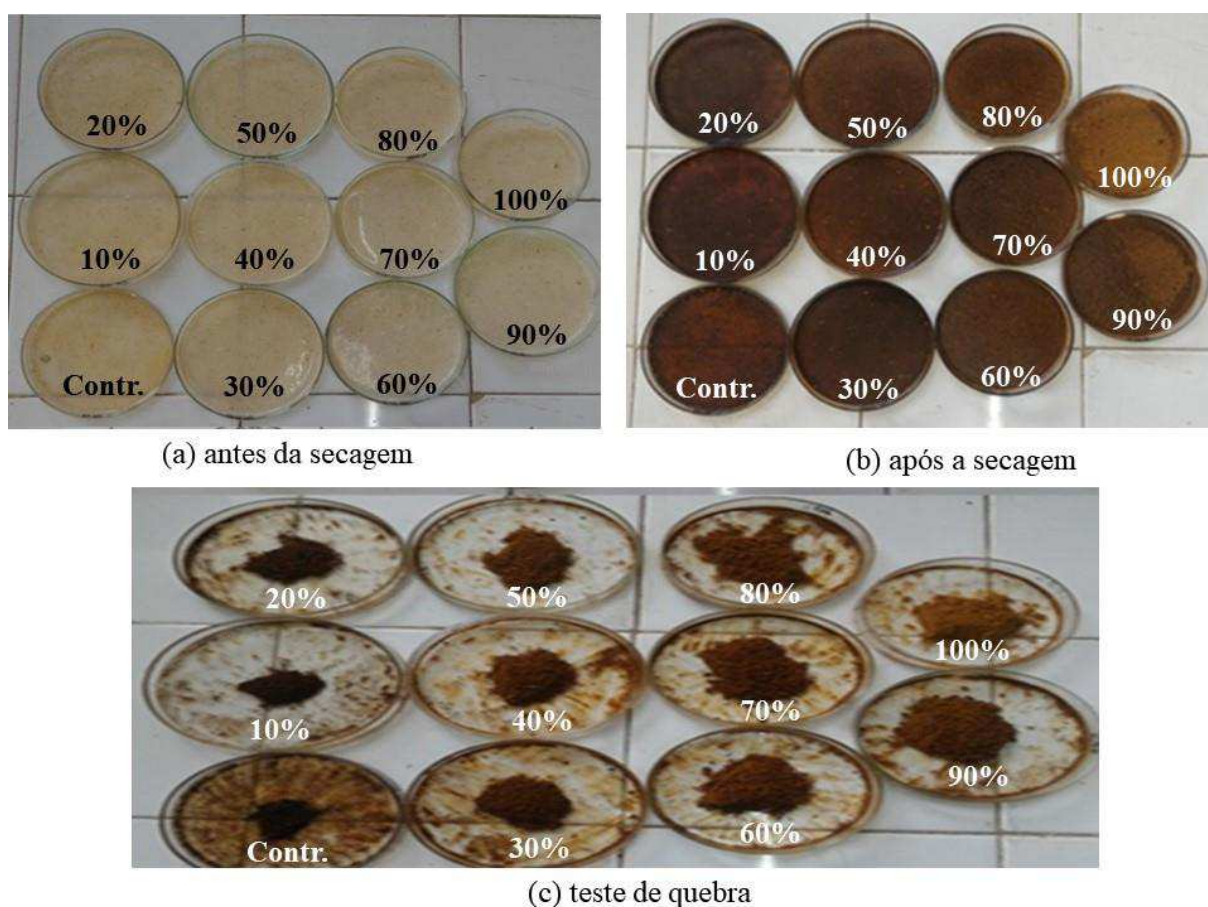 20% 50% 80%
100%
10% 40% 70%
90%
Contr. 30% 60%
(a) antes da secagem
20% 50% 80%
100%
10% 40% 70%
90%
Contr. 30% 60%
(b) após a secagem
20% 50% 80%
100%
10% 40% 70%
90%
Contr. 30% 60%
(c) teste de quebra